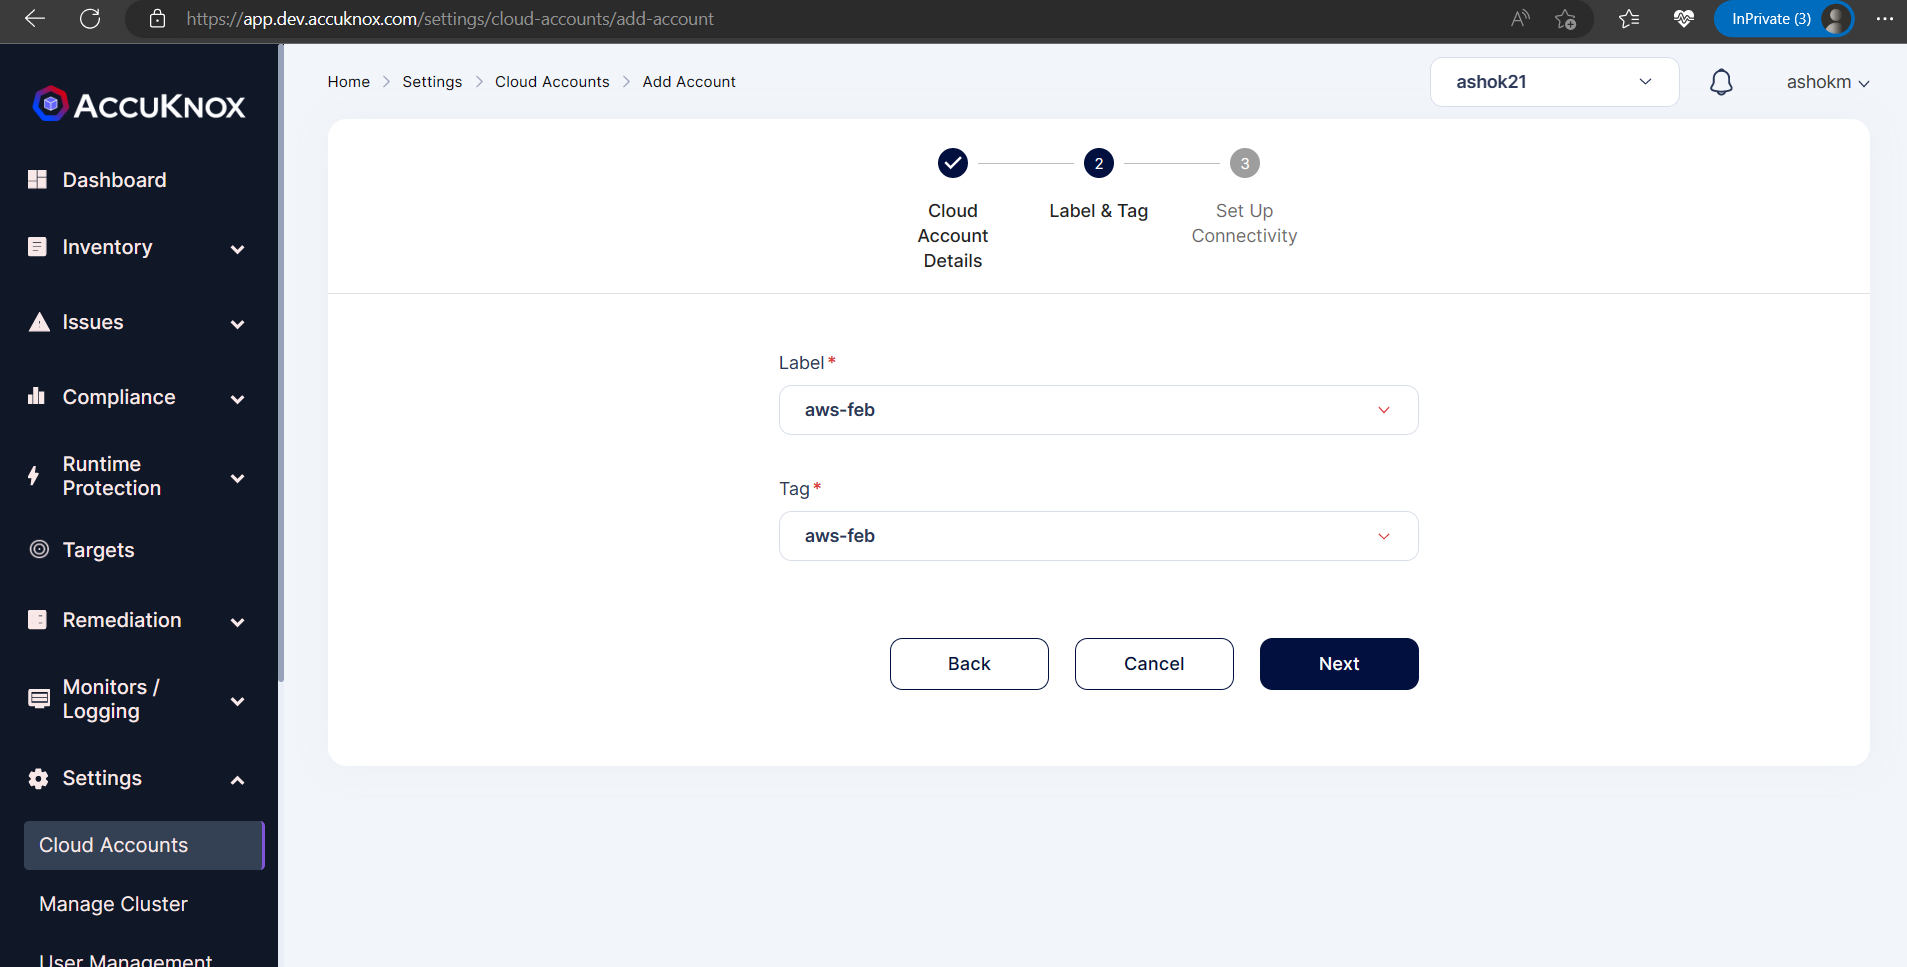 https://app.dev.accuknox.com/settings/cloud-accounts/add-account
InPrivate (3)
ACCUKNOX
Home
Settings
Cloud Accounts
Add Account
ashok21
ashokm
Dashboard
Inventory
Issues
Compliance
Runtime
Protection
Targets
Remediation
Monitors /
Logging
Settings
Cloud Accounts
Manage Cluster
User Management
2
3
Cloud
Account
Details
Label & Tag
Set Up
Connectivity
Label*
aws-feb
Tag*
aws-feb
Back
Cancel
Next